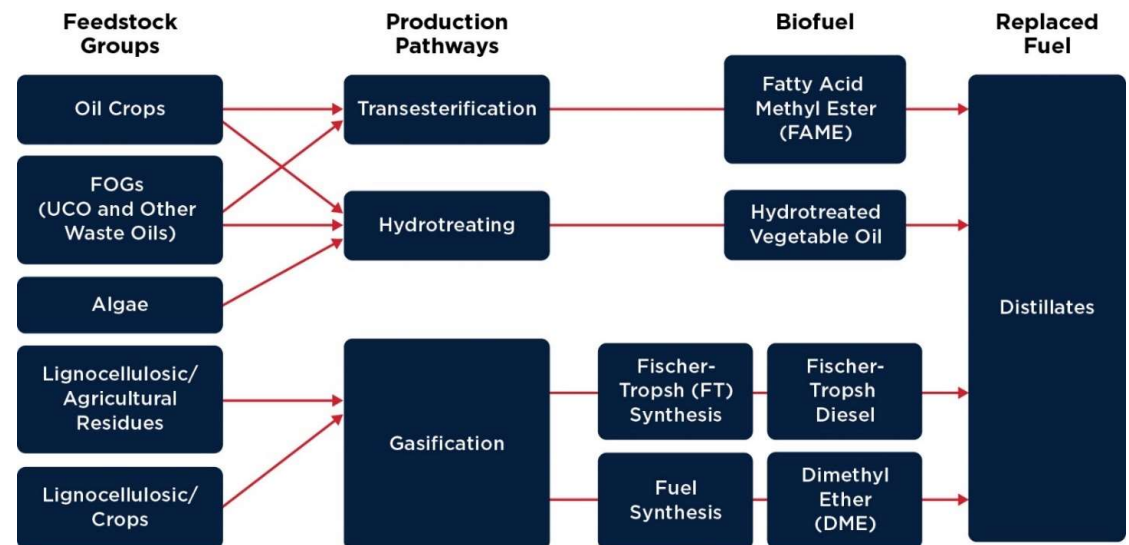 Feedstock
Groups
Production
Pathways
Biofuel
Replaced
Fuel
Oil Crops
Transesterification
Fatty Acid
Methyl Ester
(FAME)
FOGs
(UCO and Other
Waste Oils)
Hydrotreating
Hydrotreated
Vegetable Oil
Algae
Distillates
Lignocellulosic/
Agricultural
Residues
Gasification
Fischer-
Tropsh (FT)
Synthesis
Fischer-
Tropsh
Diesel
Lignocellulosic/
Crops
Fuel
Synthesis
Dimethyl
Ether
(DME)